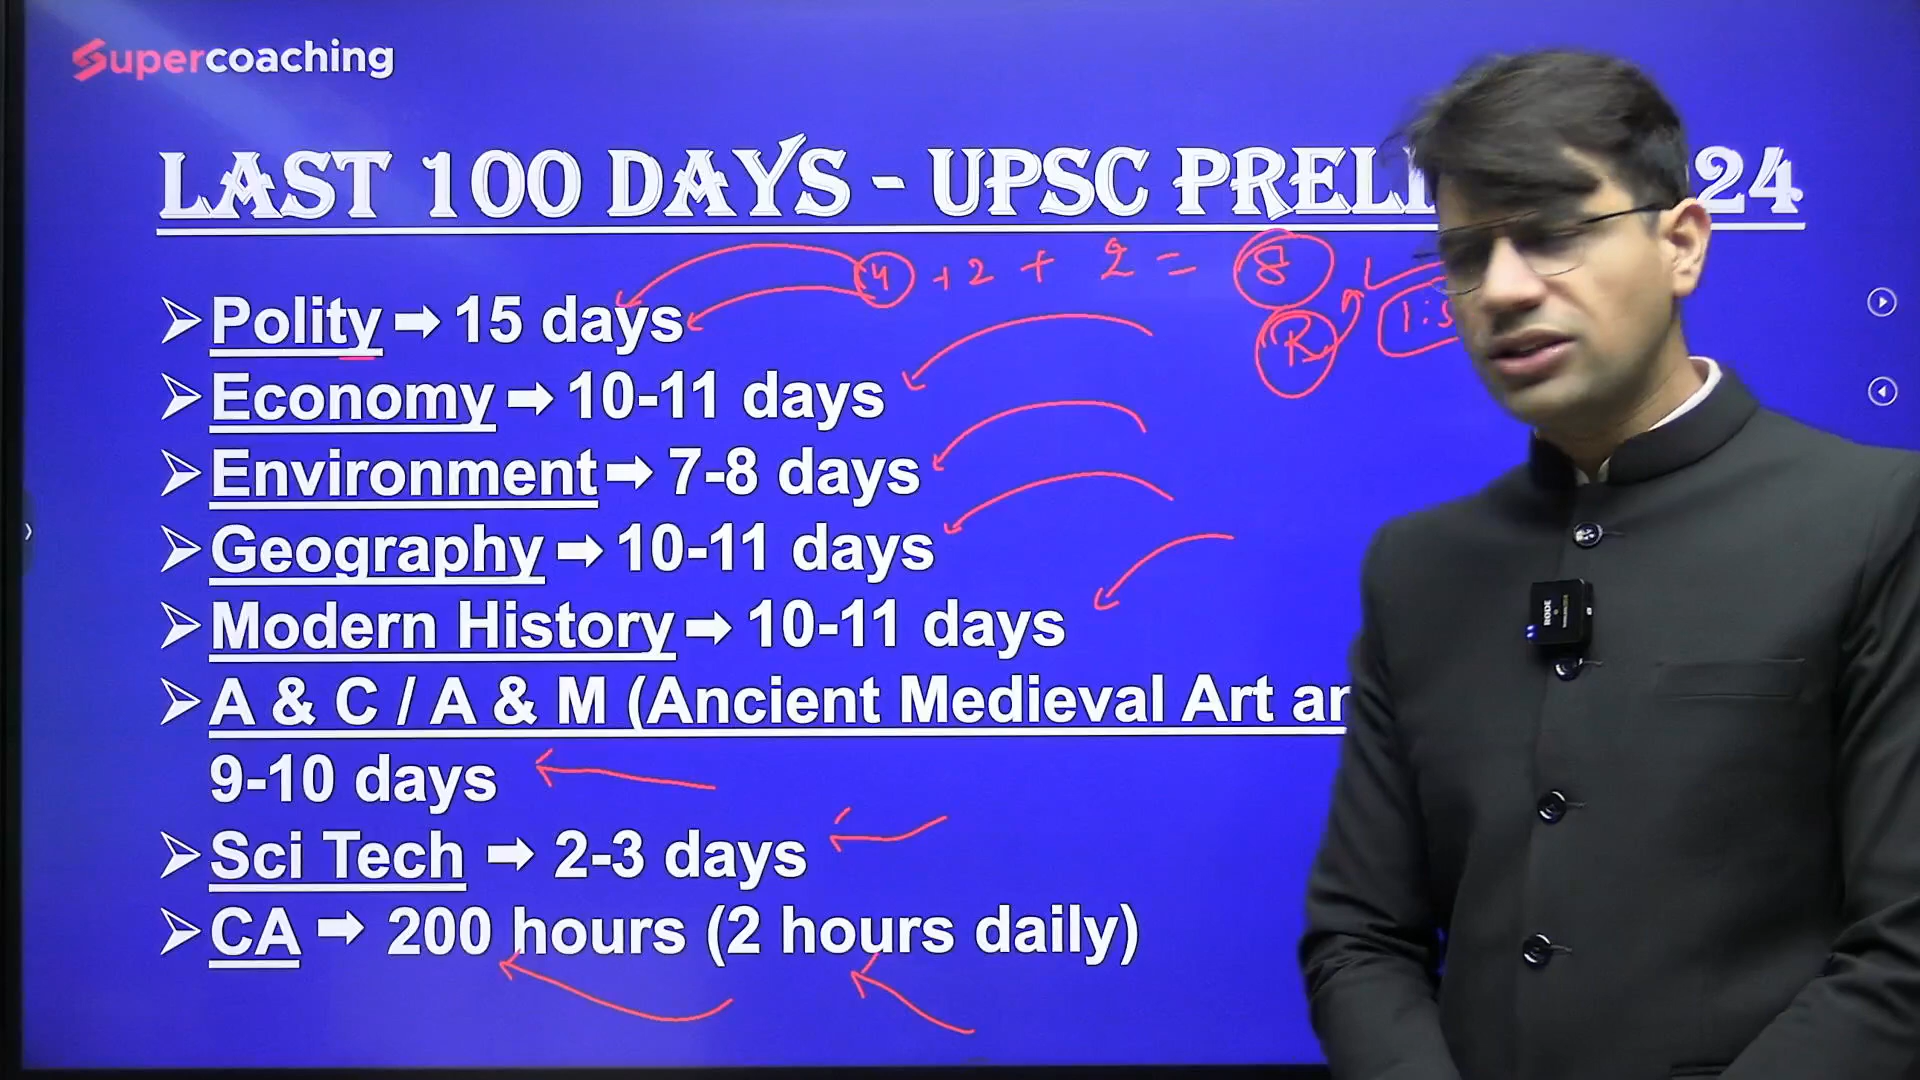 Supercoaching
LAST 100 DAYS - UPSC PRELI 24
4 + 2 + 2 = 8
R
➢ Polity ➡ 15 days
➢ Economy ➡ 10-11 days
➢ Environment ➡ 7-8 days
➢ Geography ➡ 10-11 days
➢ Modern History ➡ 10-11 days
➢ A & C / A & M (Ancient Medieval Art
9-10 days
➢ Sci Tech ➡ 2-3 days
➢ CA ➡ 200 hours (2 hours daily)
RODE